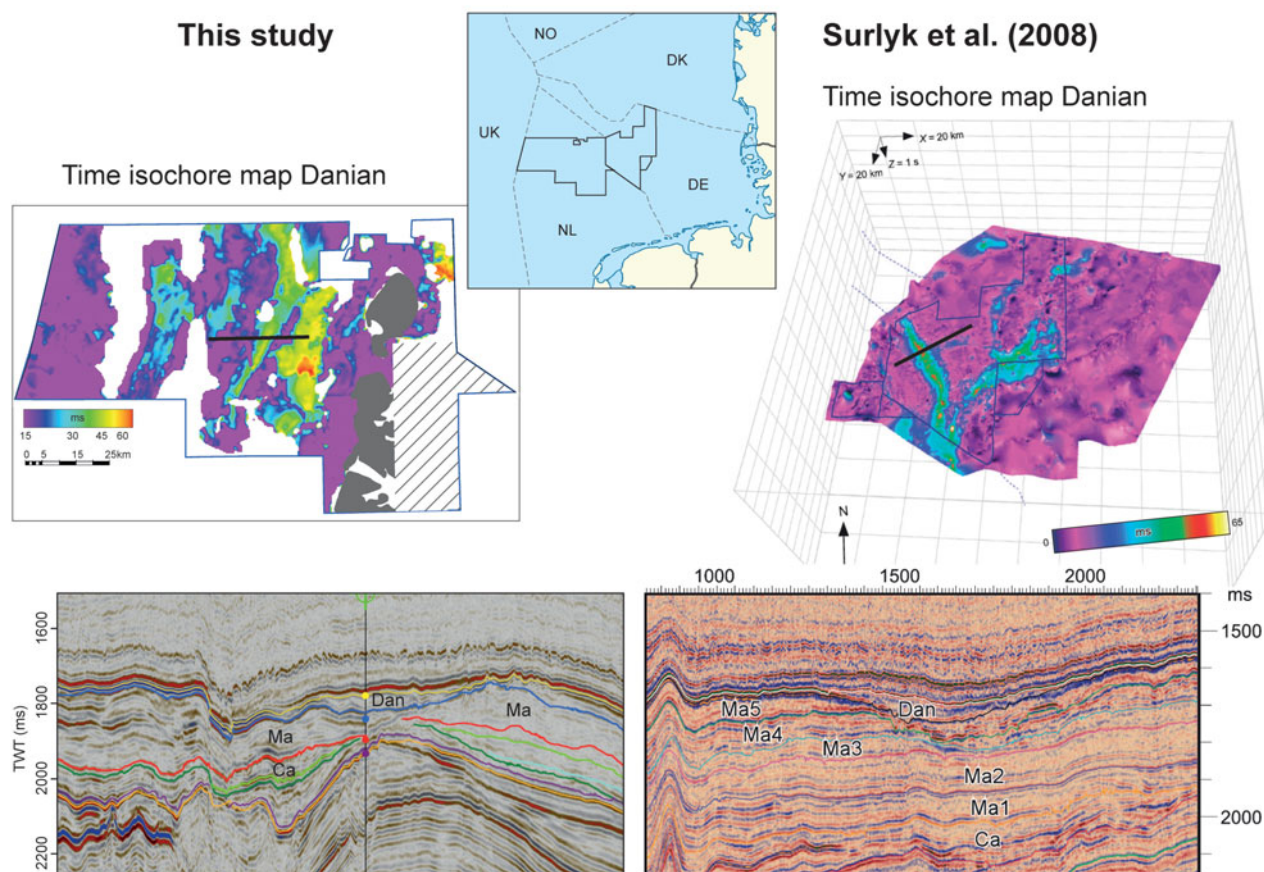 This study
Surlyk et al. (2008)
NO
DK
UK
DE
NL
Time isochore map Danian
Time isochore map Danian
X = 20 km
Z = 1 s
Y = 20 km
ms
15 30 45 60
0 5 15 25km
N
0 ms 65
1000 1500 2000
ms
TWT (ms)
1600
1800
2000
2200
Dan
Ma
Ma
Ca
1500
2000
Ma5
Dan
Ma4
Ma3
Ma2
Ma1
Ca